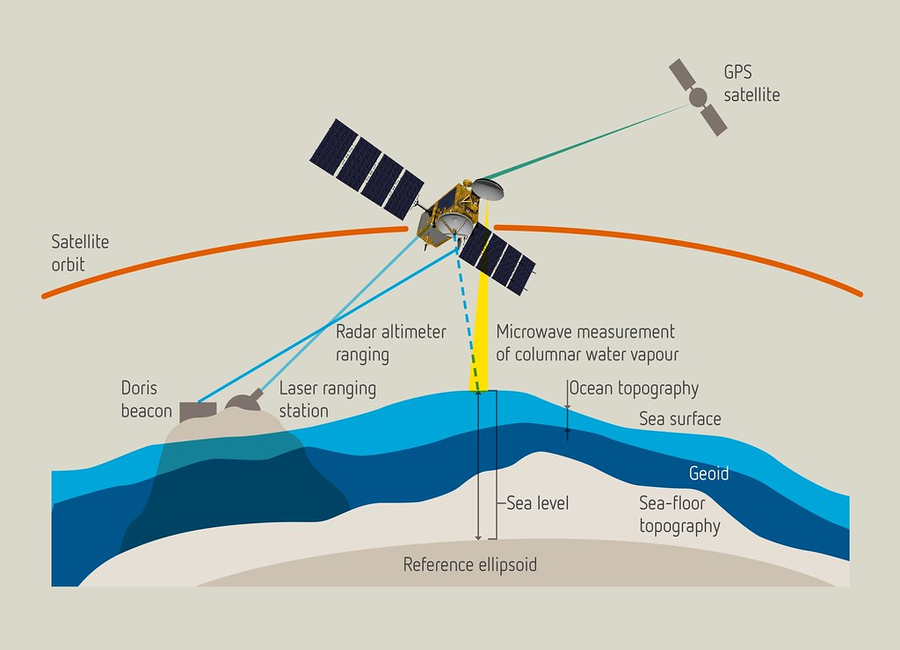 GPS
satellite
Satellite
orbit
Radar altimeter
ranging
Microwave measurement
of columnar water vapour
Doris
beacon
Laser ranging
station
Ocean topography
Sea surface
Geoid
Sea level
Sea-floor
topography
Reference ellipsoid